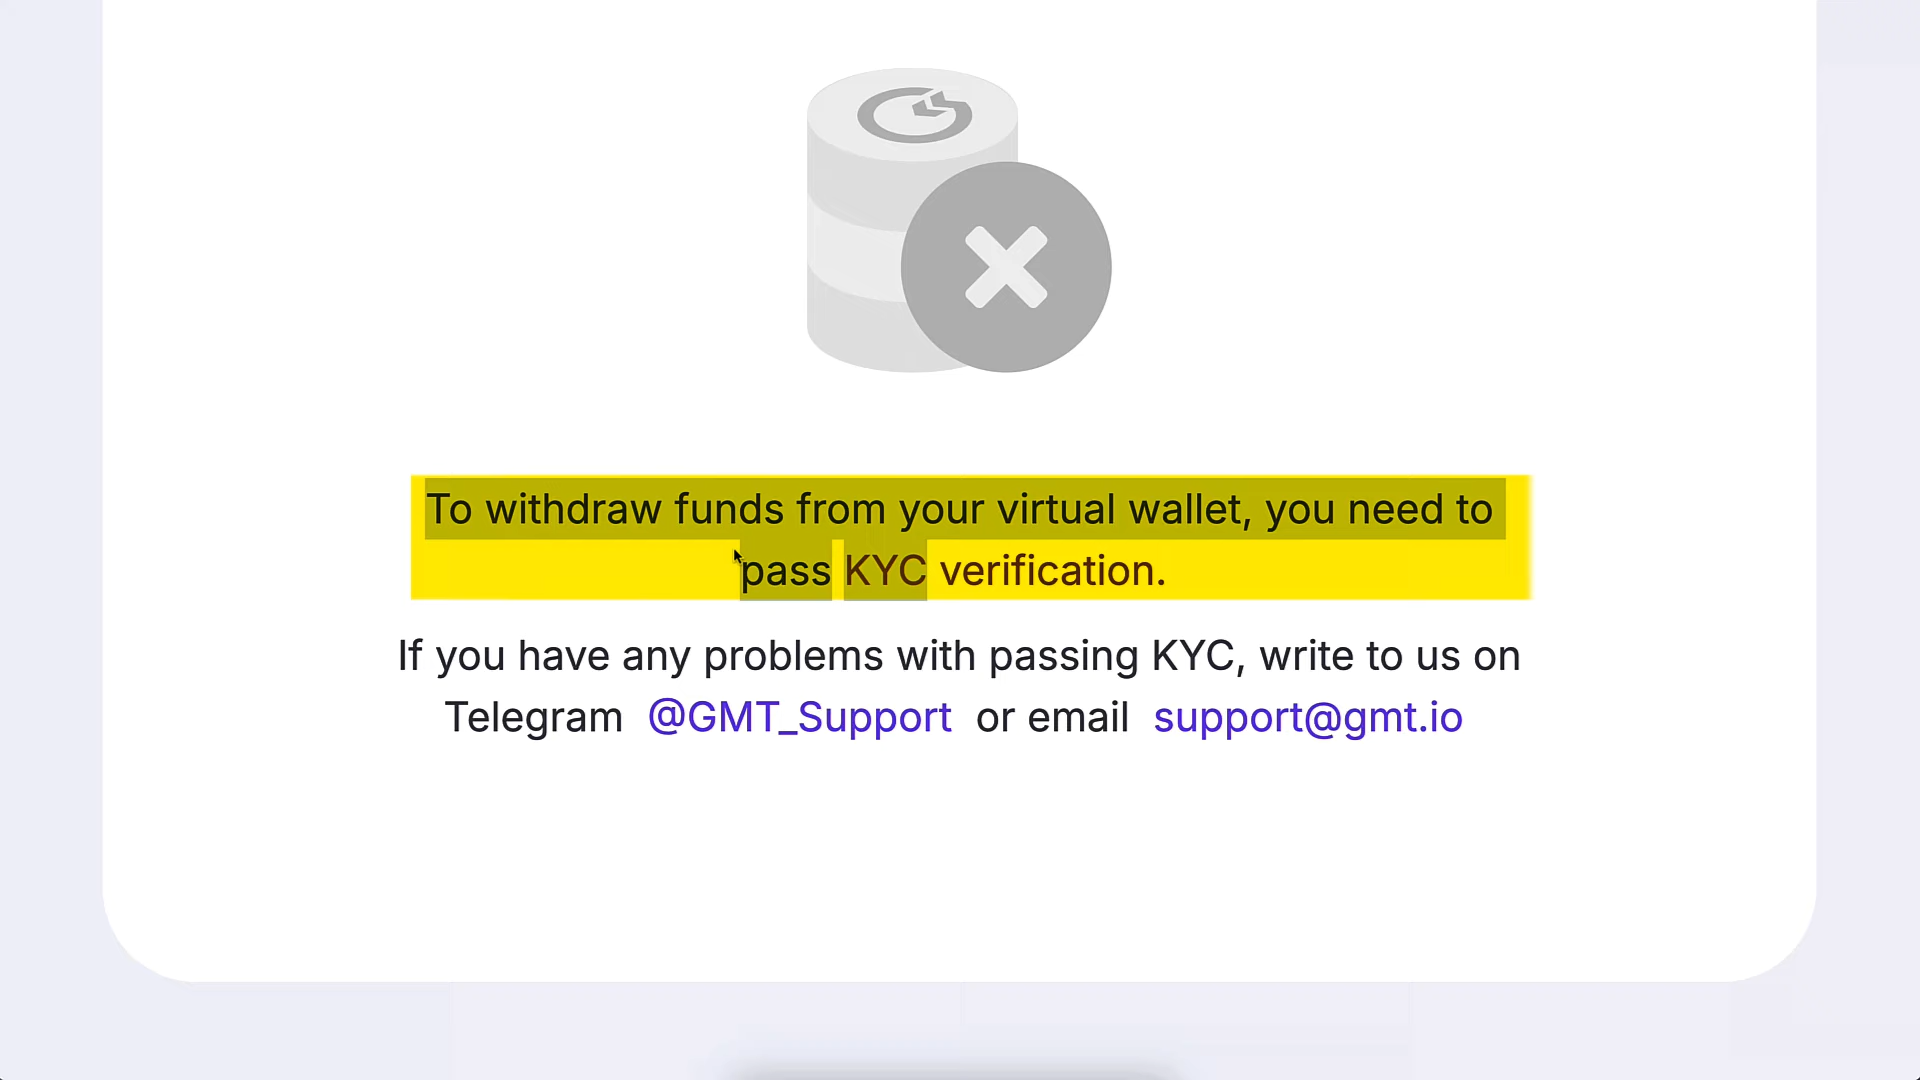 To withdraw funds from your virtual wallet, you need to
pass KYC verification.
If you have any problems with passing KYC, write to us on
Telegram @GMT_Support or email support@gmt.io